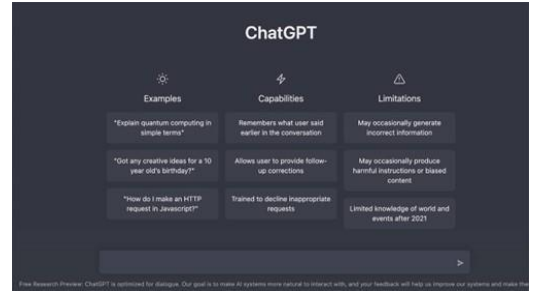 ChatGPT
Examples
Capabilities
Limitations
"Explain quantum computing in
simple terms"
Remembers what user said
earlier in the conversation
May occasionally generate
incorrect information
"Got any creative ideas for a 10
year old's birthday?"
Allows user to provide follow-
up corrections
May occasionally produce
harmful instructions or biased
content
"How do I make an HTTP
request in Javascript?"
Trained to decline inappropriate
requests
Limited knowledge of world and
events after 2021
Free Research Preview: ChatGPT is optimized for dialogue. Our goal is to make AI systems more natural to interact with, and your feedback will help us improve our systems and make the